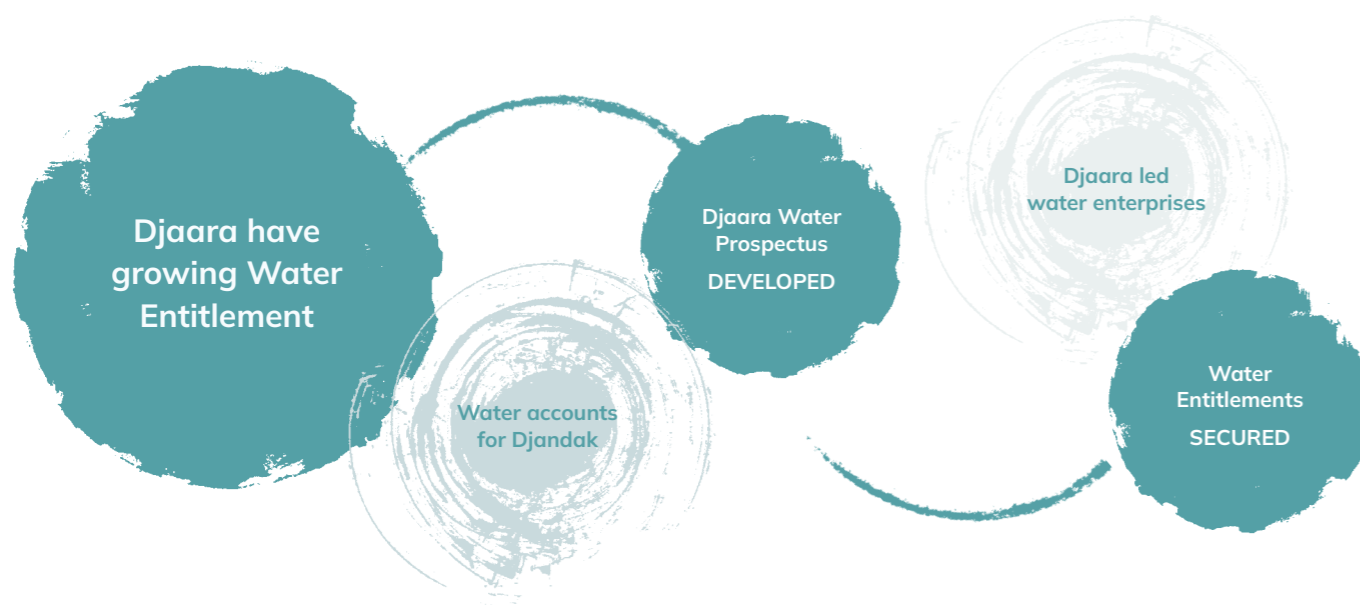 Djaara have
growing Water
Entitlement
Water accounts
for Djandak
Djaara Water
Prospectus
DEVELOPED
Djaara led
water enterprises
Water
Entitlements
SECURED